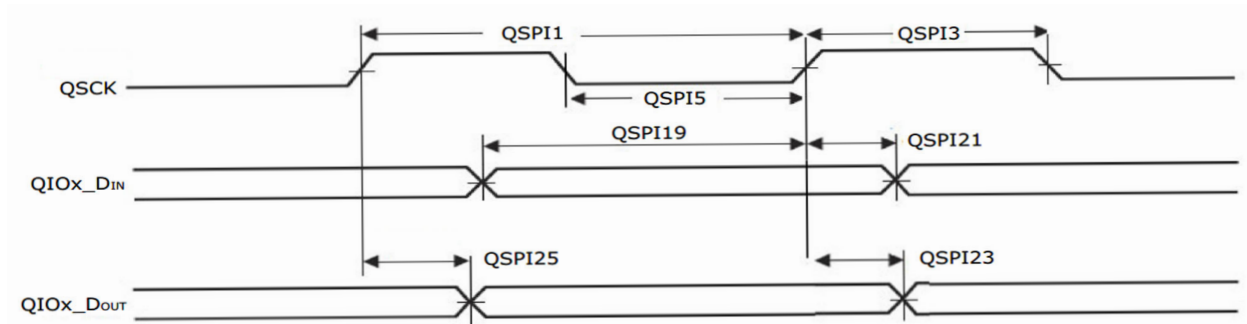 QSPI1
QSPI3
QSCK
QSPI5
QSPI19
QSPI21
QIOx_DIN
QSPI25
QSPI23
QIOx_DOUT